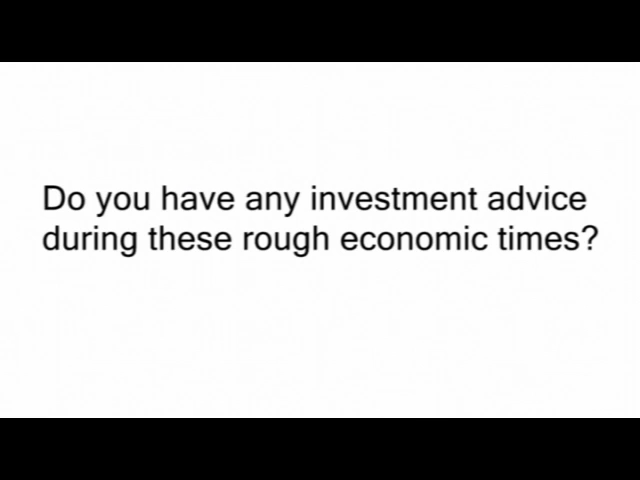 Do you have any investment advice
during these rough economic times?